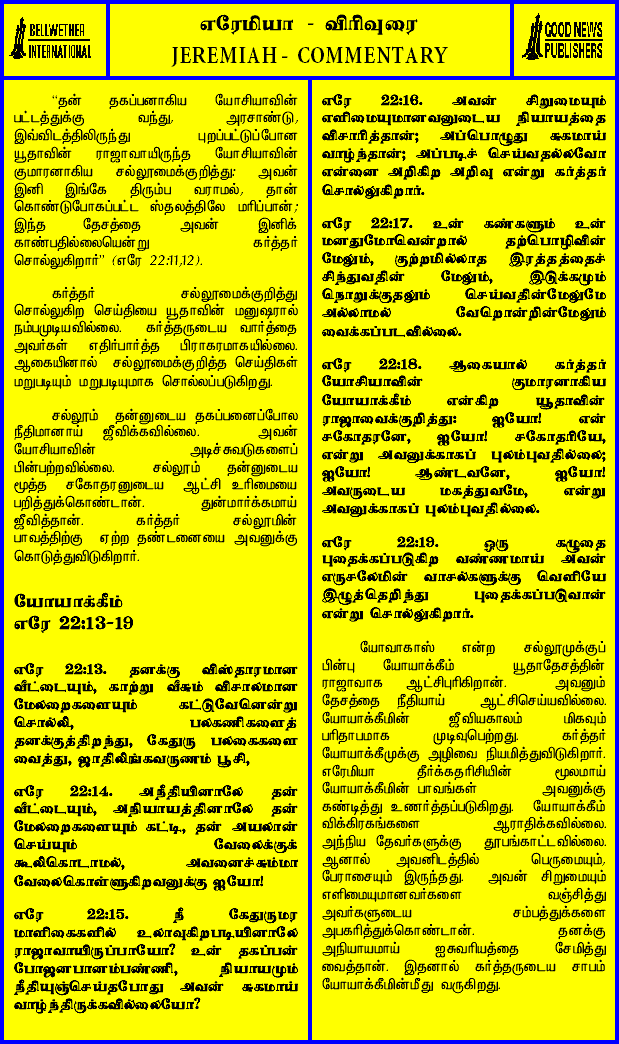 BELLWETHER
INTERNATIONAL
எரேமியா - விரிவுரை
JEREMIAH - COMMENTARY
GOOD NEWS
PUBLISHERS
“தன் தகப்பனாகிய யோசியாவின்
பட்டத்துக்கு வந்து, அரசாண்டு,
இவ்விடத்திலிருந்து புறப்பட்டுப்போன
யூதாவின் ராஜாவாயிருந்த யோசியாவின்
குமாரனாகிய சல்லூமைக்குறித்து: அவன்
இனி இங்கே திரும்ப வராமல், தான்
கொண்டுபோகப்பட்ட ஸ்தலத்திலே மரிப்பான்;
இந்த தேசத்தை அவன் இனிக்
காண்பதில்லையென்று கர்த்தர்
சொல்லுகிறார்” (எரே 22:11,12).
கர்த்தர் சல்லூமைக்குறித்து
சொல்லுகிற செய்தியை யூதாவின் மனுஷரால்
நம்பமுடியவில்லை. கர்த்தருடைய வார்த்தை
அவர்கள் எதிர்பார்த்த பிராகரமாகயில்லை.
ஆகையினால் சல்லூமைக்குறித்த செய்திகள்
மறுபடியும் மறுபடியுமாக சொல்லப்படுகிறது.
சல்லூம் தன்னுடைய தகப்பனைப்போல
நீதிமானாய் ஜீவிக்கவில்லை. அவன்
யோசியாவின் அடிச்சுவடுகளைப்
பின்பற்றவில்லை. சல்லூம் தன்னுடைய
மூத்த சகோதரனுடைய ஆட்சி உரிமையை
பறித்துக்கொண்டான். துன்மார்க்கமாய்
ஜீவித்தான். கர்த்தர் சல்லூமின்
பாவத்திற்கு ஏற்ற தண்டனையை அவனுக்கு
கொடுத்துவிடுகிறார்.
யோயாக்கீம்
எரே 22:13-19
எரே 22:13. தனக்கு விஸ்தாரமான
வீட்டையும், காற்று வீசும் விசாலமான
மேலறைகளையும் கட்டுவேனென்று
சொல்லி, பலகணிகளைத்
தனக்குத்திறந்து, கேதுரு பலகைகளை
வைத்து, ஜாதிலிங்கவருணம் பூசி,
எரே 22:14. அநீதியினாலே தன்
வீட்டையும், அநியாயத்தினாலே தன்
மேலறைகளையும் கட்டி, தன் அயலான்
செய்யும் வேலைக்குக்
கூலிகொடாமல், அவனைச்சும்மா
வேலைகொள்ளுகிறவனுக்கு ஐயோ!
எரே 22:15. நீ கேதுருமர
மாளிகைகளில் உலாவுகிறபடியினாலே
ராஜாவாயிருப்பாயோ? உன் தகப்பன்
போஜனபானம்பண்ணி, நியாயமும்
நீதியுஞ்செய்தபோது அவன் சுகமாய்
வாழ்ந்திருக்கவில்லையோ?
எரே 22:16. அவன் சிறுமையும்
எளிமையுமானவனுடைய நியாயத்தை
விசாரித்தான்; அப்பொழுது சுகமாய்
வாழ்ந்தான்; அப்படிச் செய்வதல்லவோ
என்னை அறிகிற அறிவு என்று கர்த்தர்
சொல்லுகிறார்.
எரே 22:17. உன் கண்களும் உன்
மனதுமோவென்றால் தற்பொழிவின்
மேலும், குற்றமில்லாத இரத்தத்தைச்
சிந்துவதின் மேலும், இடுக்கமும்
நொறுக்குதலும் செய்வதின்மேலுமே
அல்லாமல் வேறொன்றின்மேலும்
வைக்கப்படவில்லை.
எரே 22:18. ஆகையால் கர்த்தர்
யோசியாவின் குமாரனாகிய
யோயாக்கீம் என்கிற யூதாவின்
ராஜாவைக்குறித்து: ஐயோ! என்
சகோதரனே, ஐயோ! சகோதரியே,
என்று அவனுக்காகப் புலம்புவதில்லை;
ஐயோ! ஆண்டவனே, ஐயோ!
அவருடைய மகத்துவமே, என்று
அவனுக்காகப் புலம்புவதில்லை.
எரே 22:19. ஒரு கழுதை
புதைக்கப்படுகிற வண்ணமாய் அவன்
எருசலேமின் வாசல்களுக்கு வெளியே
இழுத்தெறிந்து புதைக்கப்படுவான்
என்று சொல்லுகிறார்.
யோவாகாஸ் என்ற சல்லூமுக்குப்
பின்பு யோயாக்கீம் யூதாதேசத்தின்
ராஜாவாக ஆட்சிபுரிகிறான். அவனும்
தேசத்தை நீதியாய் ஆட்சிசெய்யவில்லை.
யோயாக்கீமின் ஜீவியகாலம் மிகவும்
பரிதாபமாக முடிவுபெற்றது. கர்த்தர்
யோயாக்கீமுக்கு அழிவை நியமித்துவிடுகிறார்.
எரேமியா தீர்க்கதரிசியின் மூலமாய்
யோயாக்கீமின் பாவங்கள் அவனுக்கு
கண்டித்து உணர்த்தப்படுகிறது. யோயாக்கீம்
விக்கிரகங்களை ஆராதிக்கவில்லை.
அந்நிய தேவர்களுக்கு தூபங்காட்டவில்லை.
ஆனால் அவனிடத்தில் பெருமையும்,
பேராசையும் இருந்தது. அவன் சிறுமையும்
எளிமையுமானவர்களை வஞ்சித்து
அவர்களுடைய சம்பத்துக்களை
அபகரித்துக்கொண்டான். தனக்கு
அநியாயமாய் ஐசுவரியத்தை சேமித்து
வைத்தான். இதனால் கர்த்தருடைய சாபம்
யோயாக்கீமின்மீது வருகிறது.